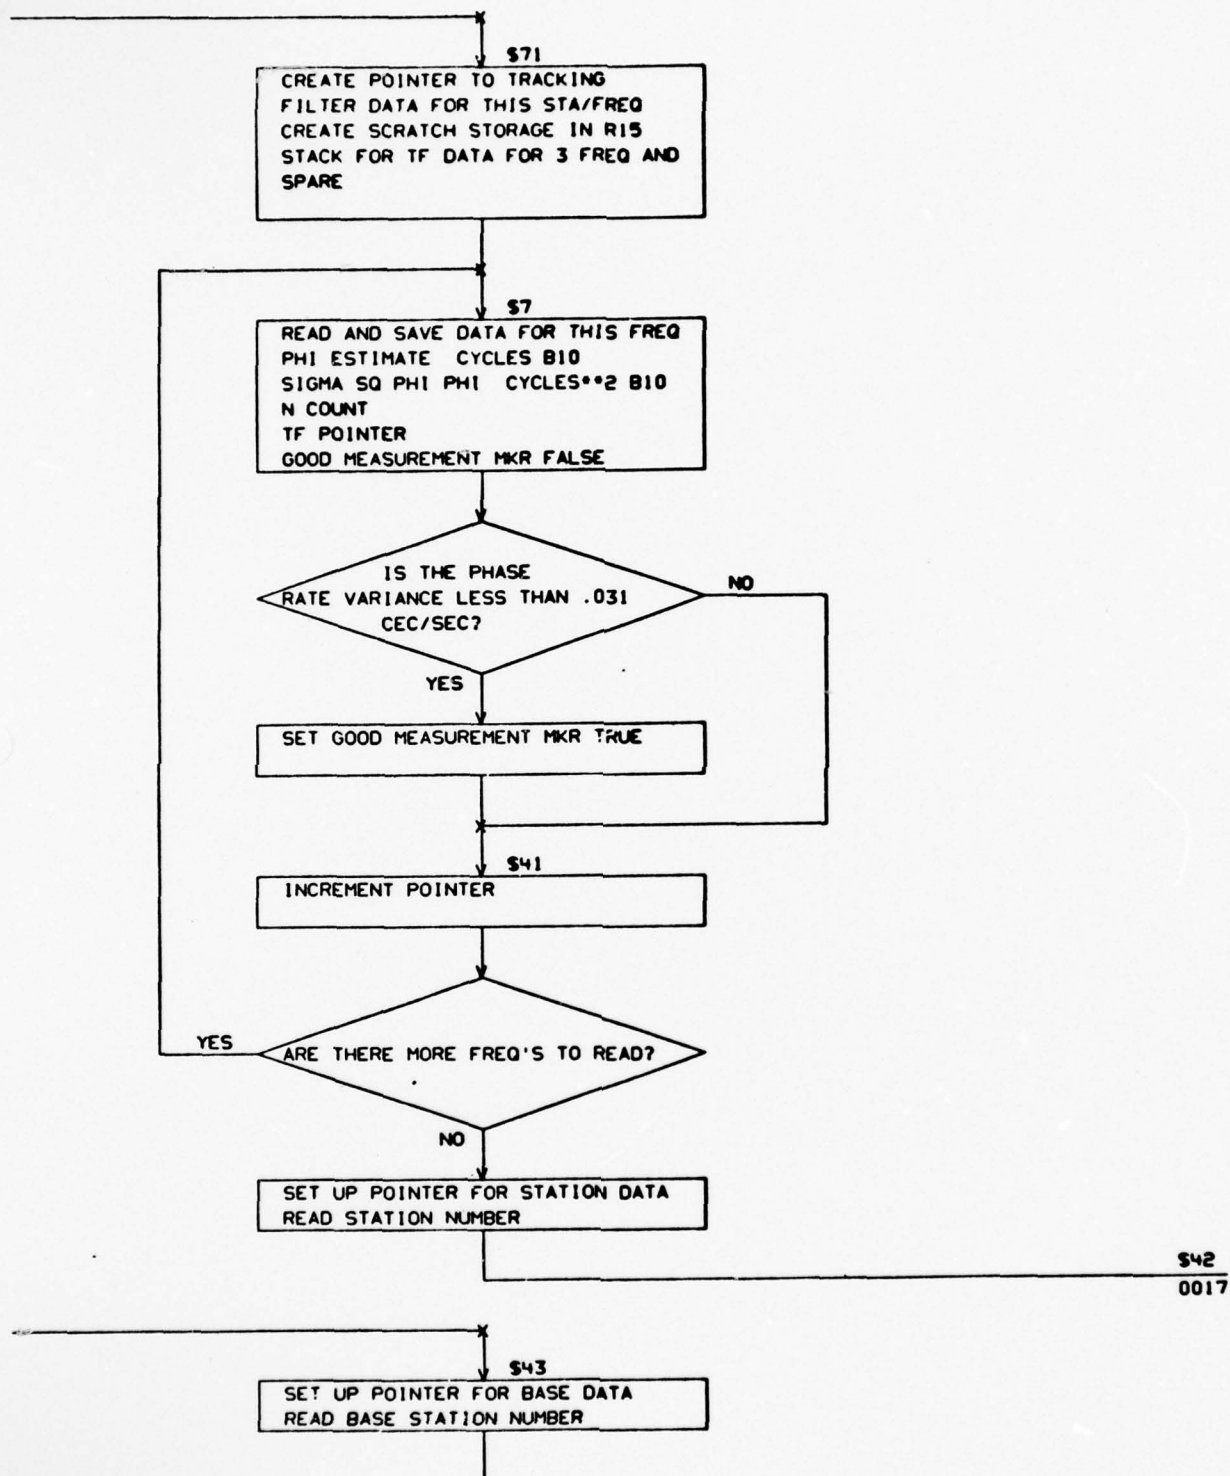 $71
CREATE POINTER TO TRACKING
FILTER DATA FOR THIS STA/FREQ
CREATE SCRATCH STORAGE IN R15
STACK FOR TF DATA FOR 3 FREQ AND
SPARE
$7
READ AND SAVE DATA FOR THIS FREQ
PHI ESTIMATE CYCLES B10
SIGMA SQ PHI PHI CYCLES**2 B10
N COUNT
TF POINTER
GOOD MEASUREMENT MKR FALSE
IS THE PHASE
RATE VARIANCE LESS THAN .031
CEC/SEC?
NO
YES
SET GOOD MEASUREMENT MKR TRUE
$41
INCREMENT POINTER
YES
ARE THERE MORE FREQ'S TO READ?
NO
SET UP POINTER FOR STATION DATA
READ STATION NUMBER
$42
0017
$43
SET UP POINTER FOR BASE DATA
READ BASE STATION NUMBER